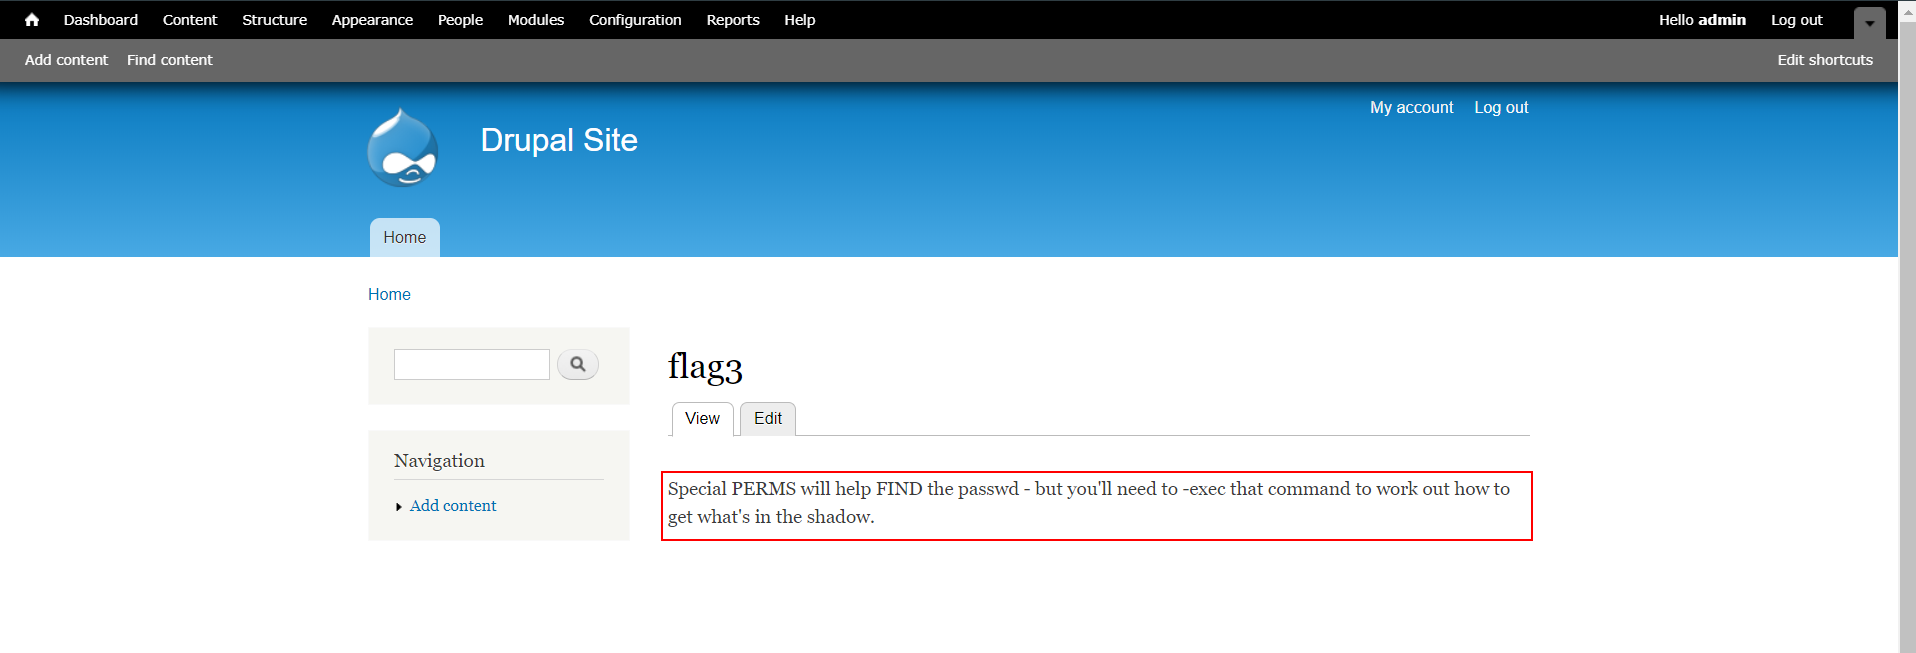 Dashboard Content Structure Appearance People Modules Configuration Reports Help Hello admin Log out
Add content Find content Edit shortcuts
My account Log out
Drupal Site
Home
Home
flag3
View Edit
Navigation
Add content
Special PERMS will help FIND the passwd - but you'll need to -exec that command to work out how to
get what's in the shadow.